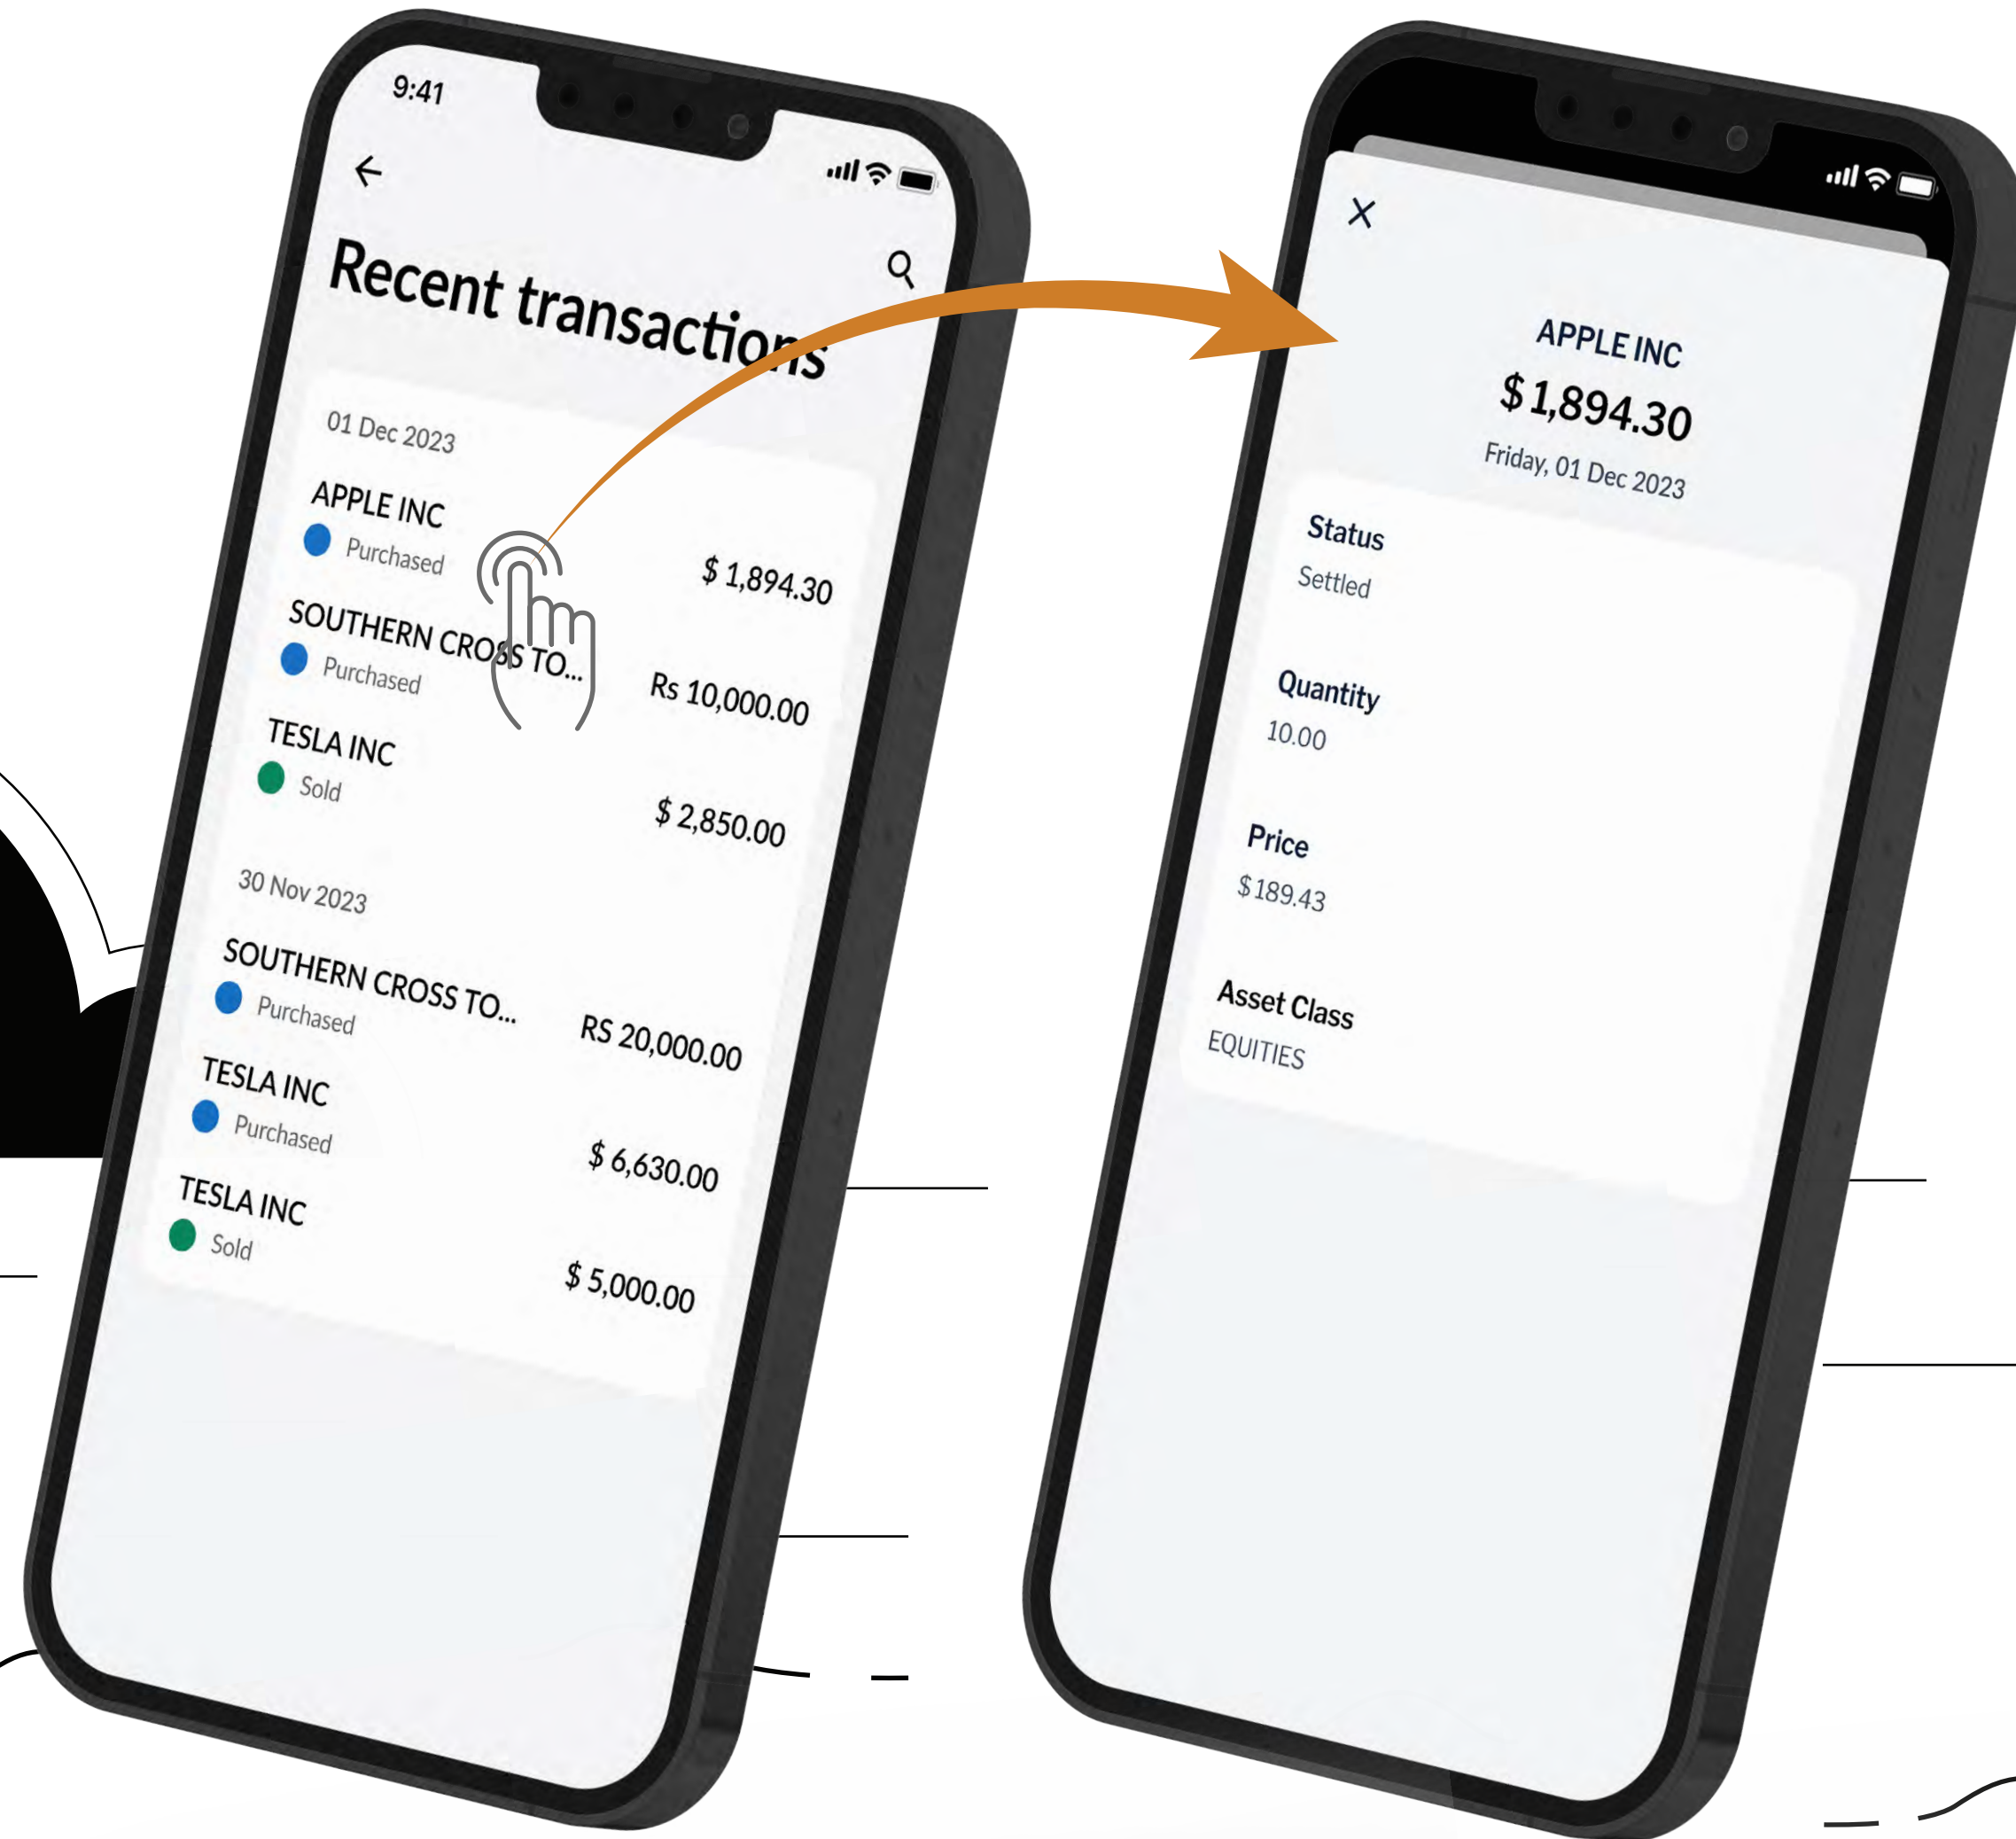 9:41
Recent transactions
01 Dec 2023
APPLE INC
Purchased
$ 1,894.30
SOUTHERN CROSS TO...
Purchased
Rs 10,000.00
TESLA INC
Sold
$ 2,850.00
30 Nov 2023
SOUTHERN CROSS TO...
Purchased
RS 20,000.00
TESLA INC
Purchased
$ 6,630.00
TESLA INC
Sold
$ 5,000.00
APPLE INC
$1,894.30
Friday, 01 Dec 2023
Status
Settled
Quantity
10.00
Price
$189.43
Asset Class
EQUITIES